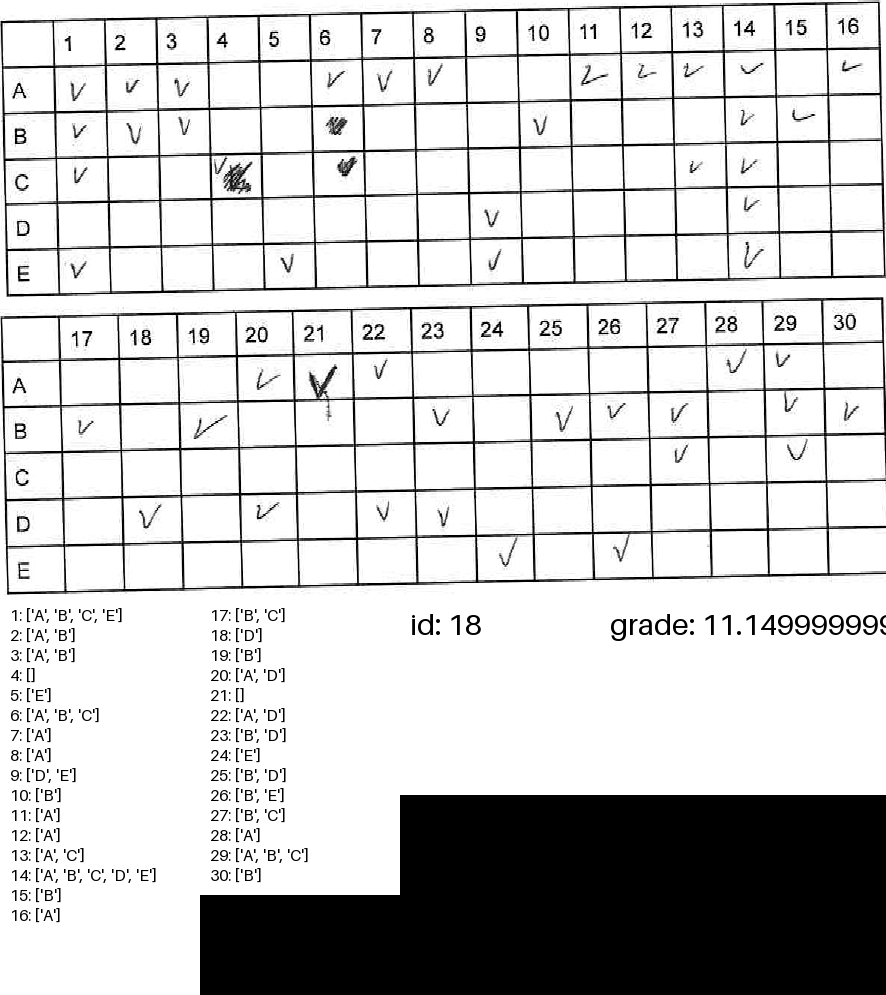 1 2 3 4 5 6 7 8 9 10 11 12 13 14 15 16
A
B
C
D
E
17 18 19 20 21 22 23 24 25 26 27 28 29 30
A
B
C
D
E
1: ['A', 'B', 'C', 'E']
2: ['A', 'B']
3: ['A', 'B']
4: []
5: ['E']
6: ['A', 'B', 'C']
7: ['A']
8: ['A']
9: ['D', 'E']
10: ['B']
11: ['A']
12: ['A']
13: ['A', 'C']
14: ['A', 'B', 'C', 'D', 'E']
15: ['B']
16: ['A']
17: ['B', 'C']
18: ['D']
19: ['B']
20: ['A', 'D']
21: []
22: ['A', 'D']
23: ['B', 'D']
24: ['E']
25: ['B', 'D']
26: ['B', 'E']
27: ['B', 'C']
28: ['A']
29: ['A', 'B', 'C']
30: ['B']
id: 18
grade: 11.149999999